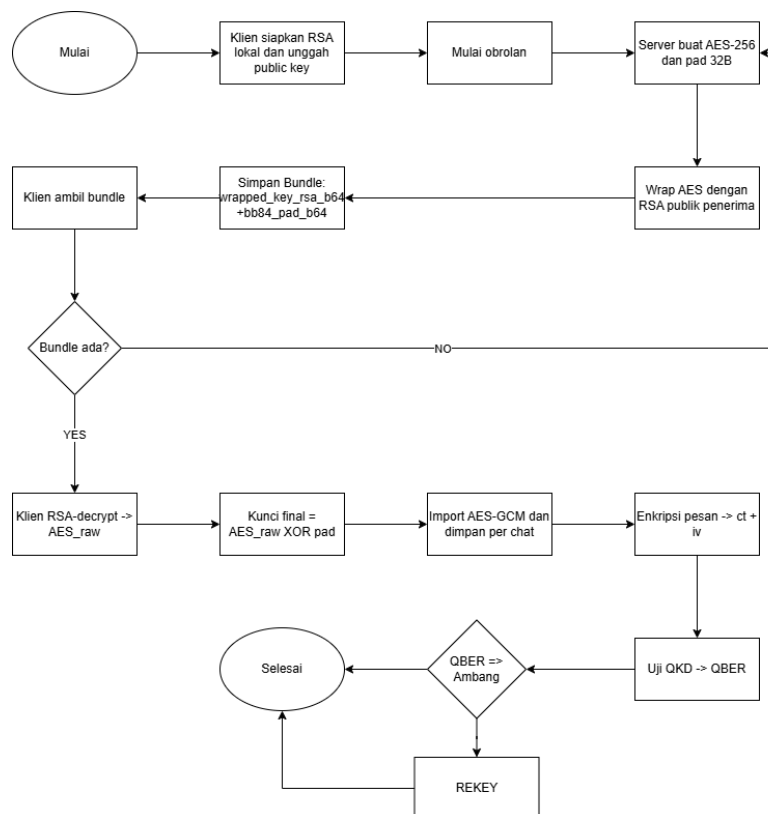 Mulai
Klien siapkan RSA
lokal dan unggah
public key
Mulai obrolan
Server buat AES-256
dan pad 32B
Klien ambil bundle
Simpan Bundle:
wrapped_key_rsa_b64
+bb84_pad_b64
Wrap AES dengan
RSA publik penerima
Bundle ada?
NO
YES
Klien RSA-decrypt ->
AES_raw
Kunci final =
AES_raw XOR pad
Import AES-GCM dan
dimpan per chat
Enkripsi pesan -> ct +
iv
Selesai
QBER =>
Ambang
Uji QKD -> QBER
REKEY